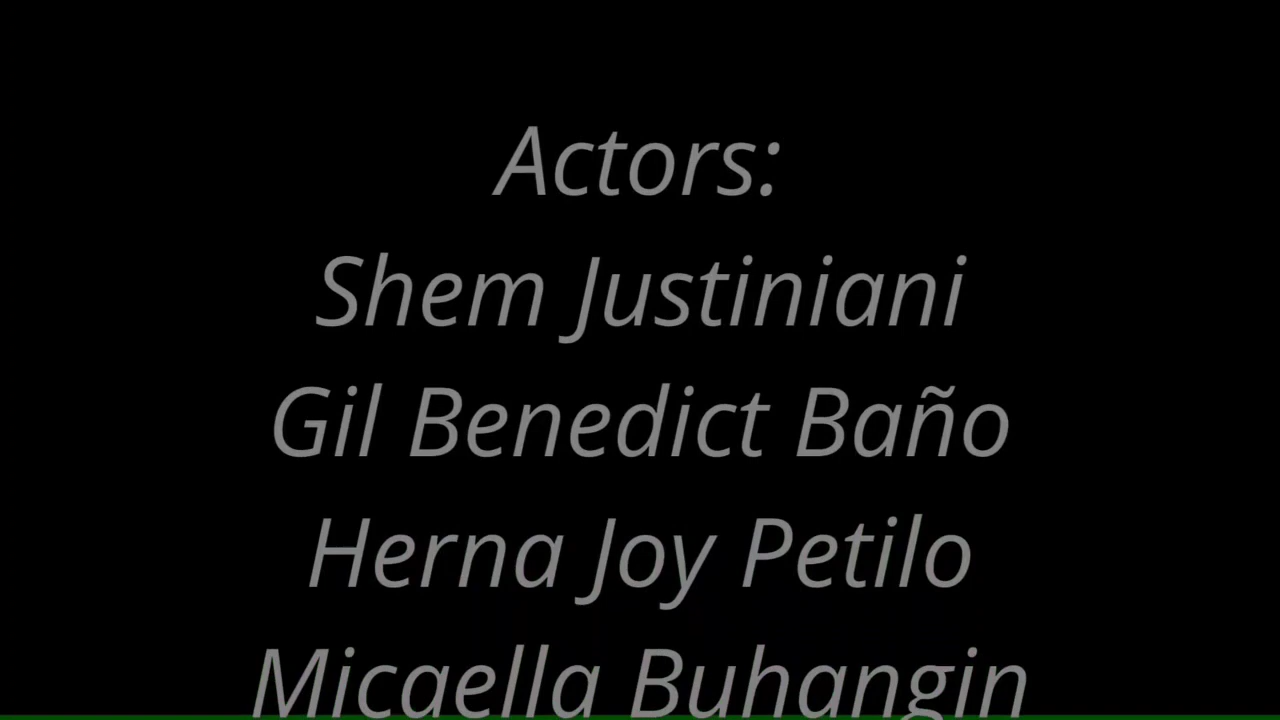 Actors:
Shem Justiniani
Gil Benedict Baño
Herna Joy Petilo
Micaella Buhangin